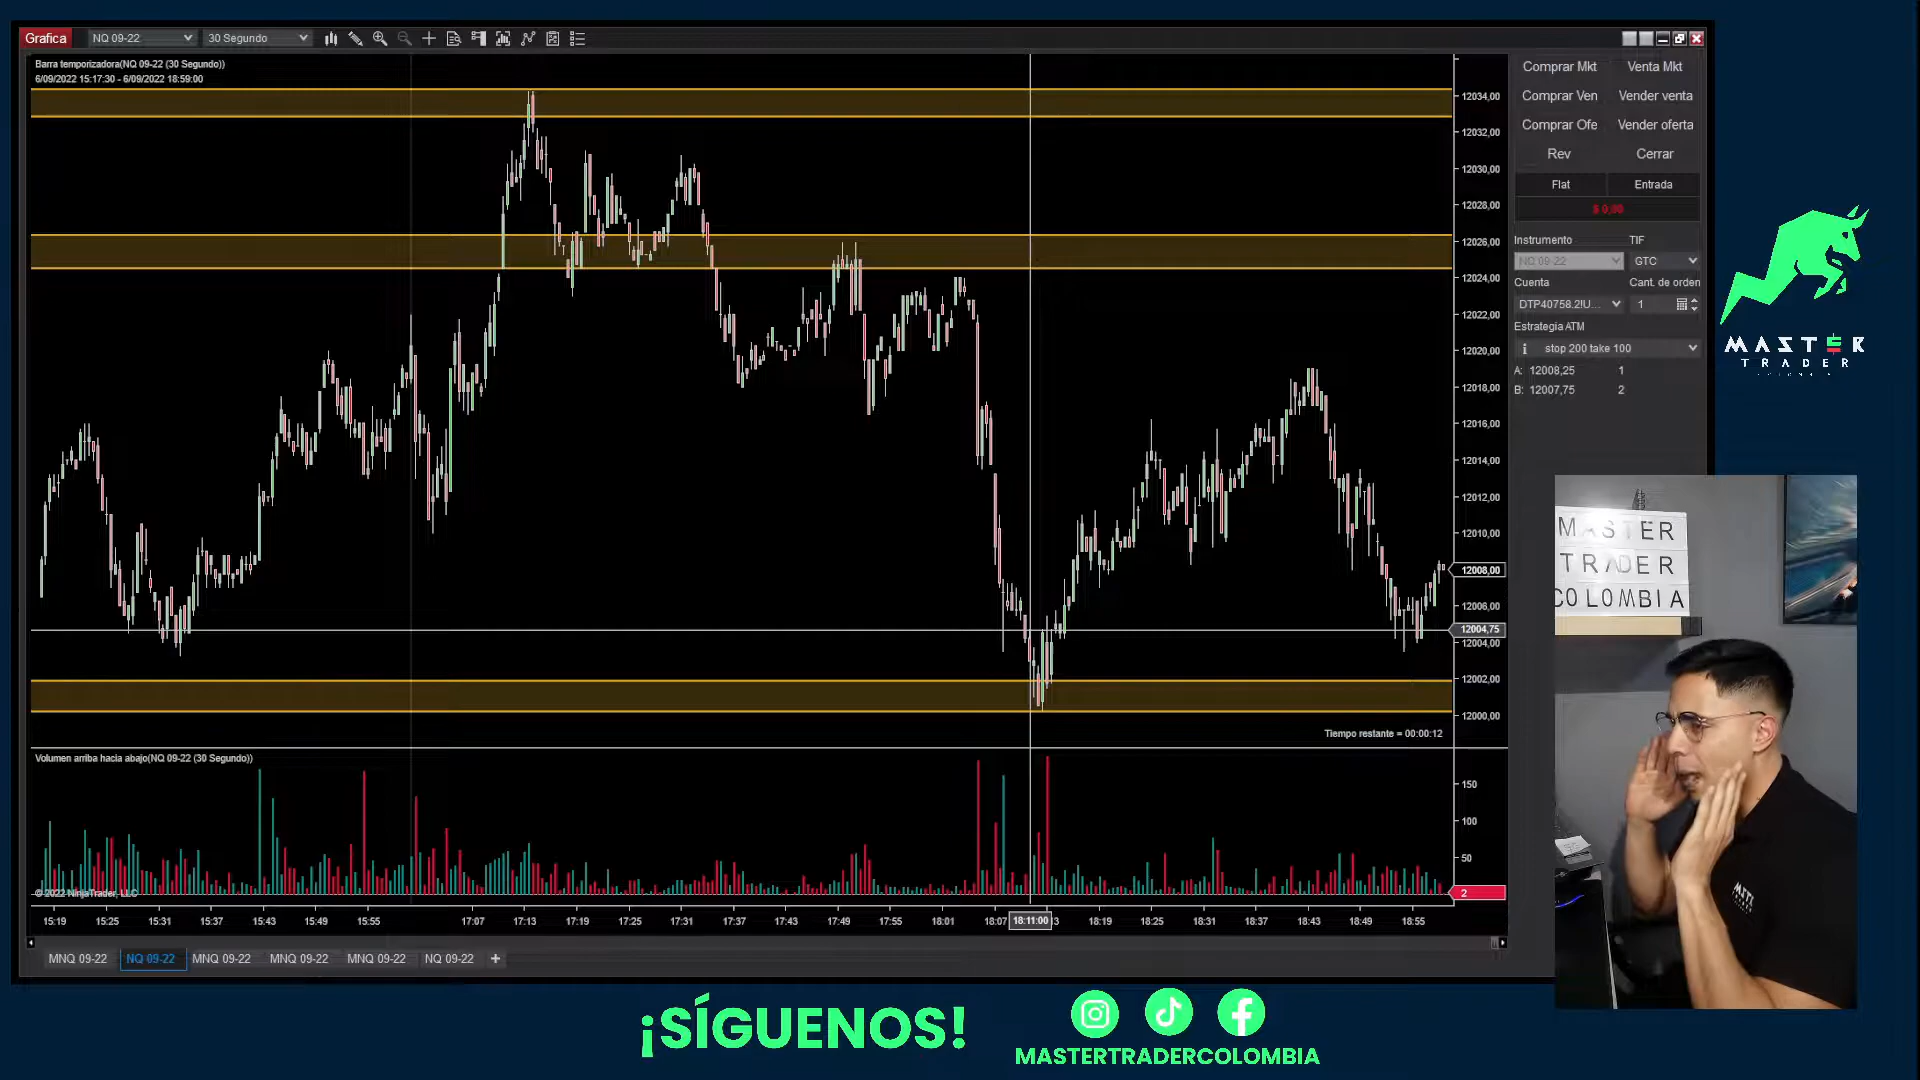 Grafica
NQ 09-22
30 Segundo
Barra temporizadora(NQ 09-22 (30 Segundo))
6/09/2022 15:17:30 - 6/09/2022 18:59:00
12034,00
12032,00
12030,00
12028,00
12026,00
12024,00
12022,00
12020,00
12018,00
12016,00
12014,00
12012,00
12010,00
12008,00
12006,00
12004,75
12004,00
12002,00
12000,00
Tiempo restante = 00:00:12
Volumen arriba hacia abajo(NQ 09-22 (30 Segundo))
150
100
50
2
© 2022 NinjaTrader, LLC
15:19 15:25 15:31 15:37 15:43 15:49 15:55 17:07 17:13 17:19 17:25 17:31 17:37 17:43 17:49 17:55 18:01 18:07 18:11:00 13 18:19 18:25 18:31 18:37 18:43 18:49 18:55
MNQ 09-22 NQ 09-22 MNQ 09-22 MNQ 09-22 MNQ 09-22 NQ 09-22 +
Comprar Mkt Venta Mkt
Comprar Ven Vender venta
Comprar Ofe Vender oferta
Rev Cerrar
Flat Entrada
$ 0,00
Instrumento TIF
NQ 09-22 GTC
Cuenta Cant. de orden
DTP40758.2!U... 1
Estrategia ATM
stop 200 take 100
A: 12008,25 1
B: 12007,75 2
MASTER
TRADER
MASTER
TRADER
COLOMBIA
¡SÍGUENOS!
MASTERTRADERCOLOMBIA